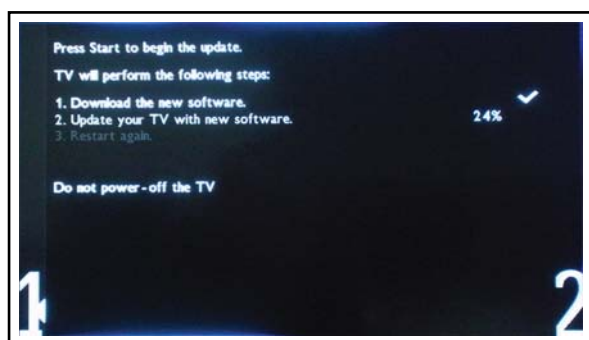 Press Start to begin the update.
TV will perform the following steps:
1. Download the new software.
2. Update your TV with new software. 24%
3. Restart again.
Do not power-off the TV
1 2